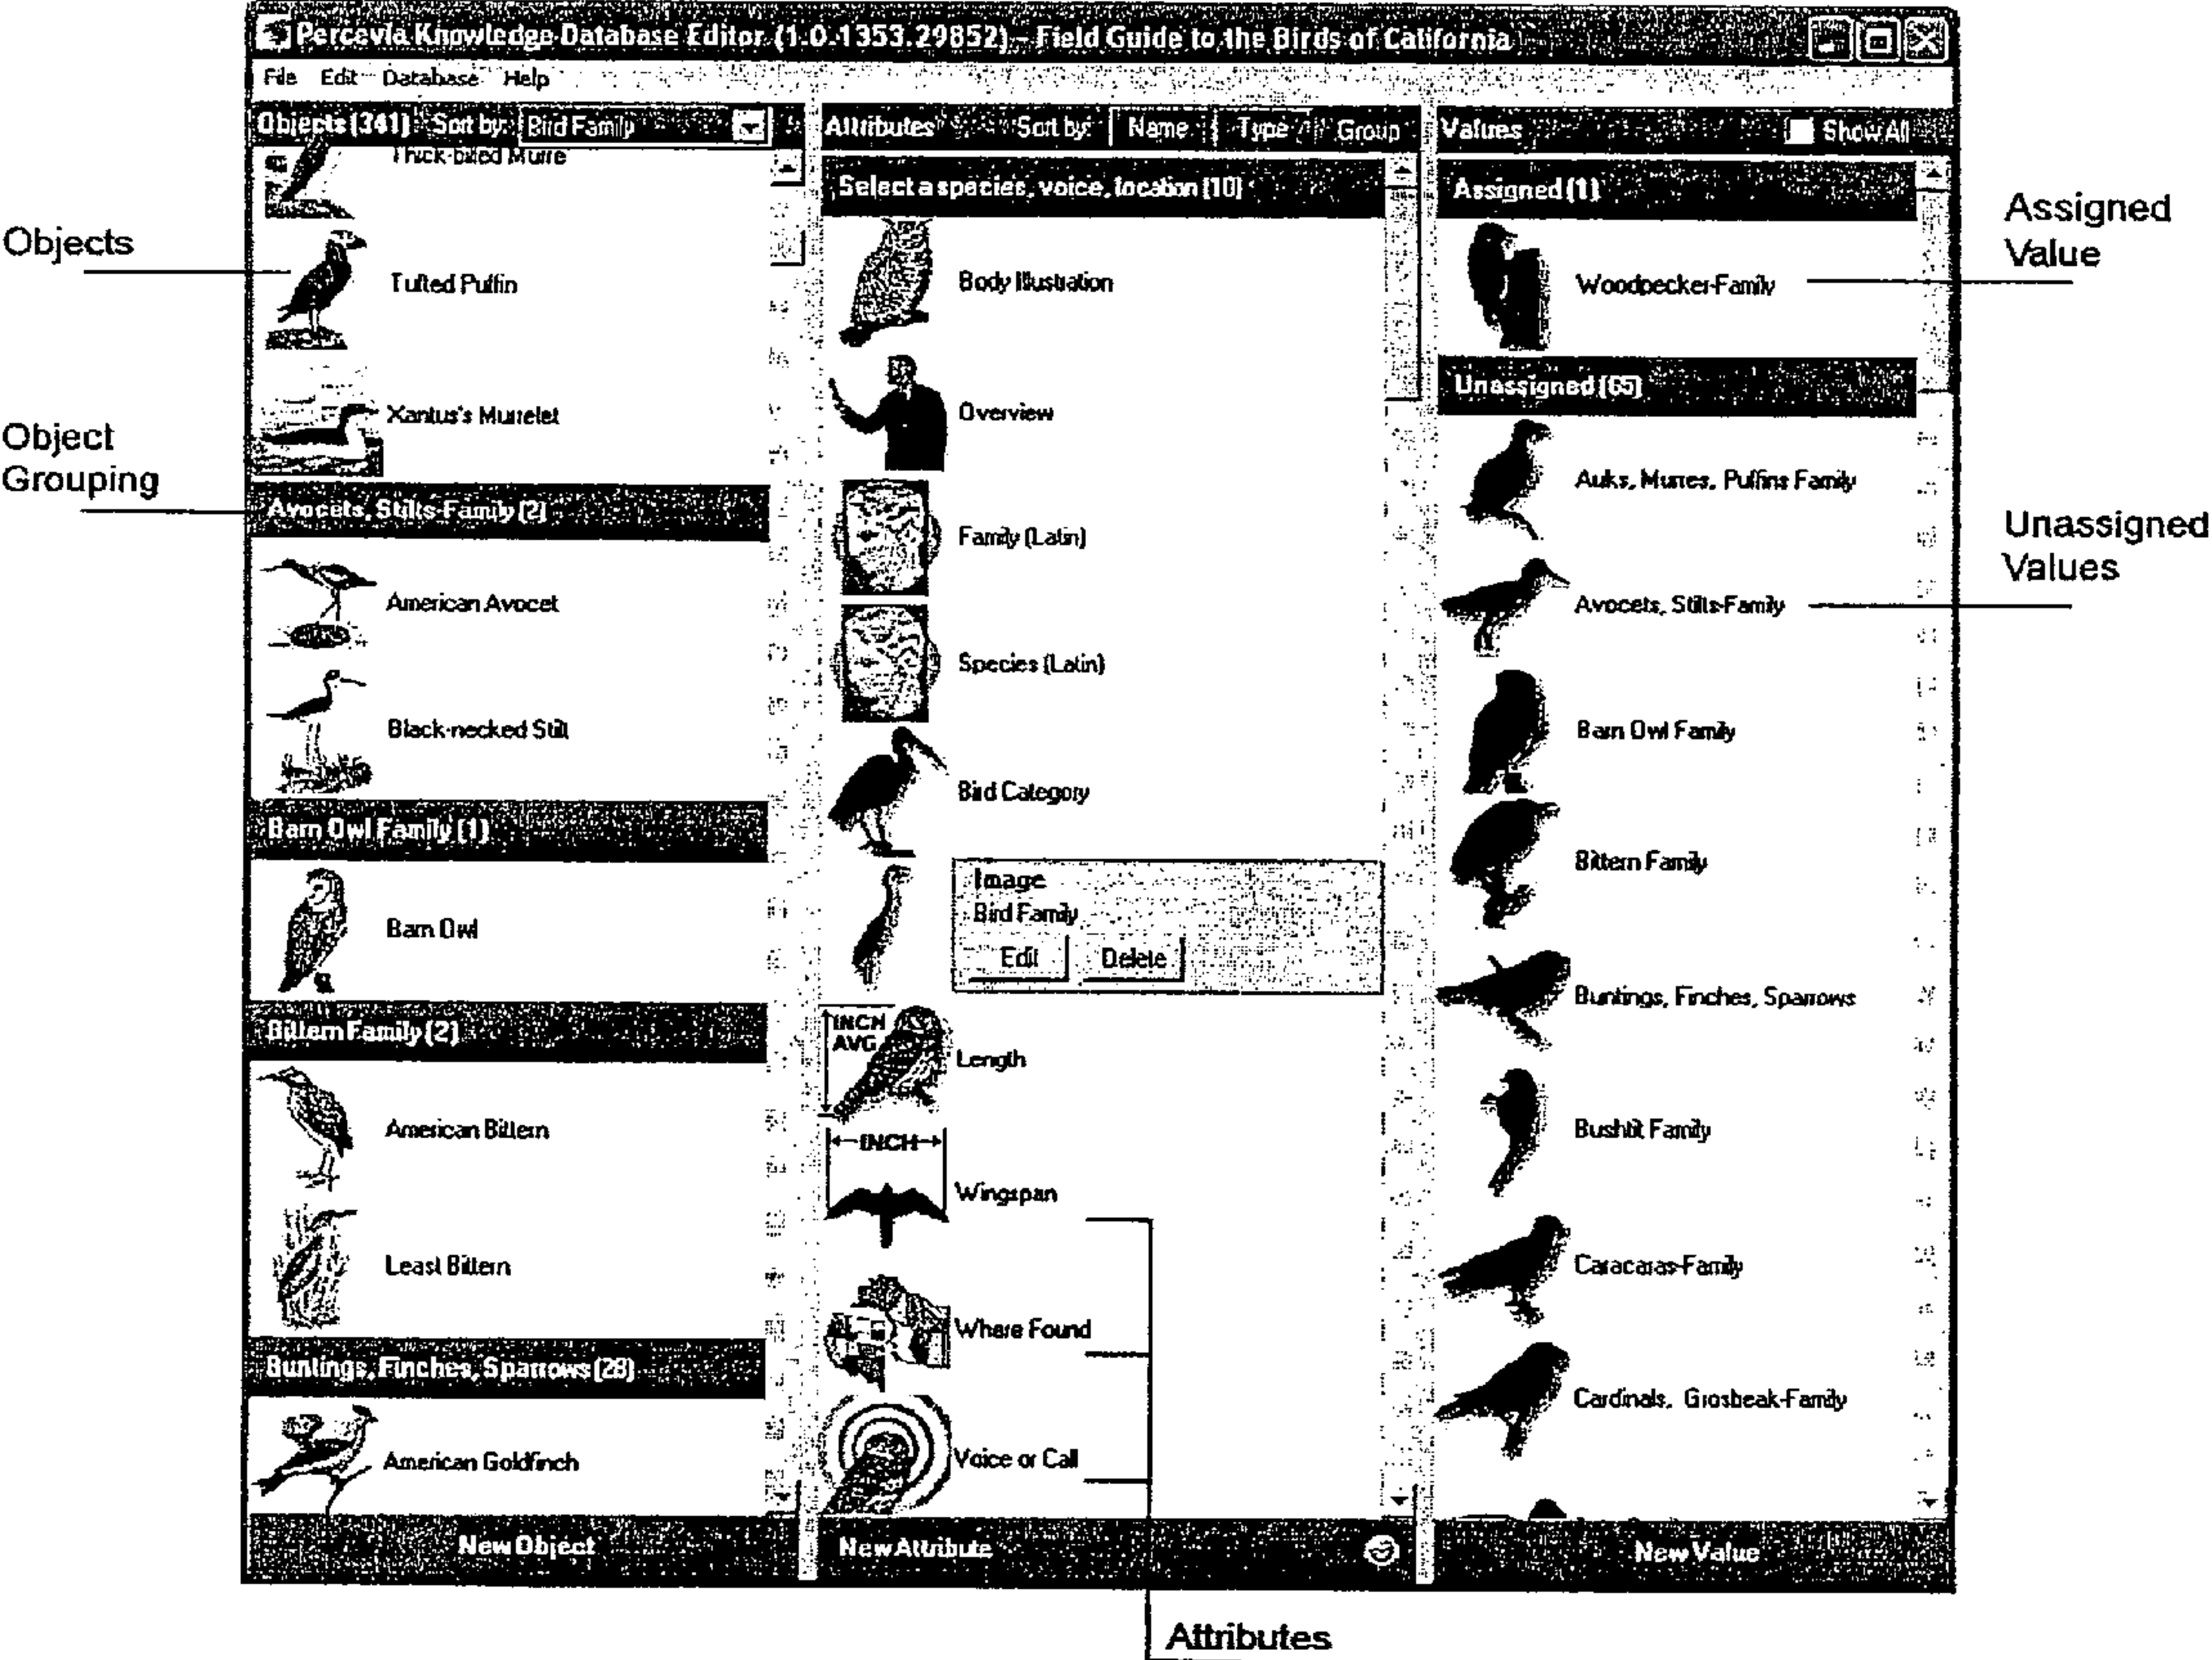 Percevia Knowledge Database Editor (1.0.1353.29852) - Field Guide to the Birds of California
File Edit Database Help
Objects (341) Sort by: Bird Family
Attributes Sort by: Name Type / Group
Values Show All
Thick-billed Murre
Tufted Puffin
Xantus's Murrelet
Avocets, Stilts-Family (2)
American Avocet
Black-necked Stilt
Barn Owl Family (1)
Barn Owl
Bittern Family (2)
American Bittern
Least Bittern
Buntings, Finches, Sparrows (28)
American Goldfinch
New Object
Select a species, voice, location (10)
Body Illustration
Overview
Family (Latin)
Species (Latin)
Bird Category
Image
Bird Family
Edit Delete
INCH
AVG
Length
INCH
Wingspan
Where Found
Voice or Call
New Attribute
Assigned (1)
Woodpecker-Family
Unassigned (65)
Auks, Murres, Puffins Family
Avocets, Stilts-Family
Barn Owl Family
Bittern Family
Buntings, Finches, Sparrows
Bushtit Family
Caracaras-Family
Cardinals, Grosbeak-Family
New Value
Objects
Object
Grouping
Assigned
Value
Unassigned
Values
Attributes